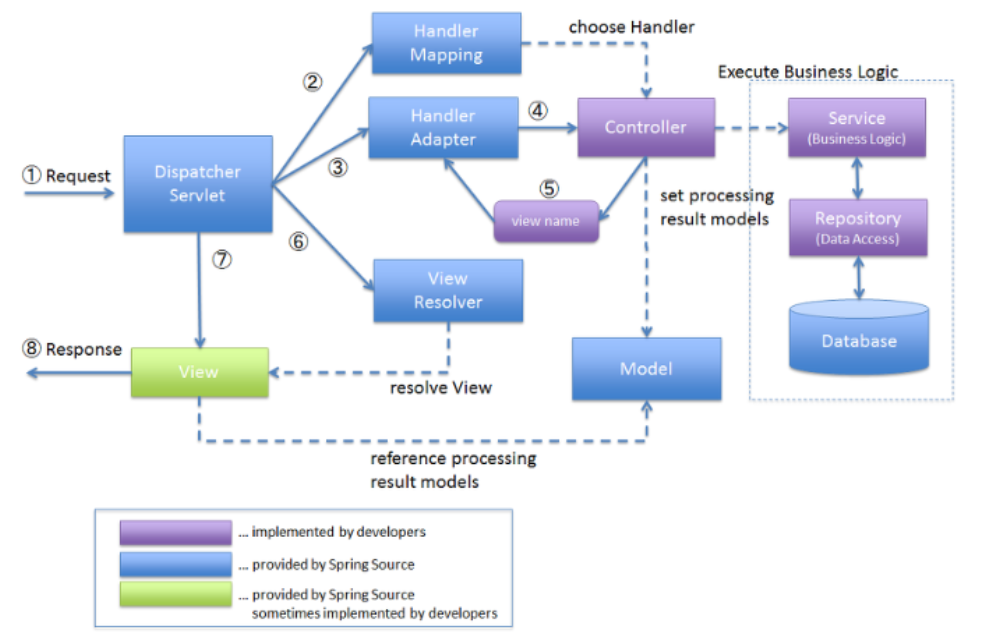 Handler
Mapping
choose Handler
Execute Business Logic
②
Handler
Adapter
④
Controller
Service
(Business Logic)
① Request
Dispatcher
Servlet
③
⑤
view name
set processing
result models
Repository
(Data Access)
⑥
⑦
View
Resolver
Database
⑧ Response
View
resolve View
Model
reference processing
result models
... implemented by developers
... provided by Spring Source
... provided by Spring Source
sometimes implemented by developers